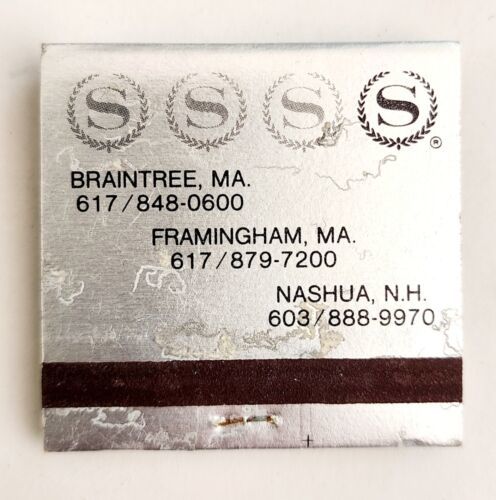 S S S S ®
BRAINTREE, MA.
617/848-0600
FRAMINGHAM, MA.
617/879-7200
NASHUA, N.H.
603/888-9970